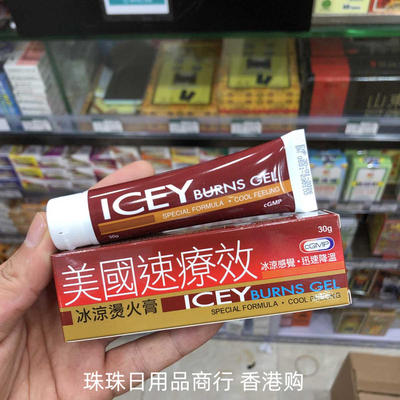 ICEY BURNS GEL
SPECIAL FORMULA • COOL FEELING
30g
cGMP
30g
cGMP
美國速療效
冰涼感覺·迅速降溫
冰涼燙火膏
ICEY BURNS GEL
SPECIAL FORMULA • COOL FEELING
珠珠日用品商行 香港购